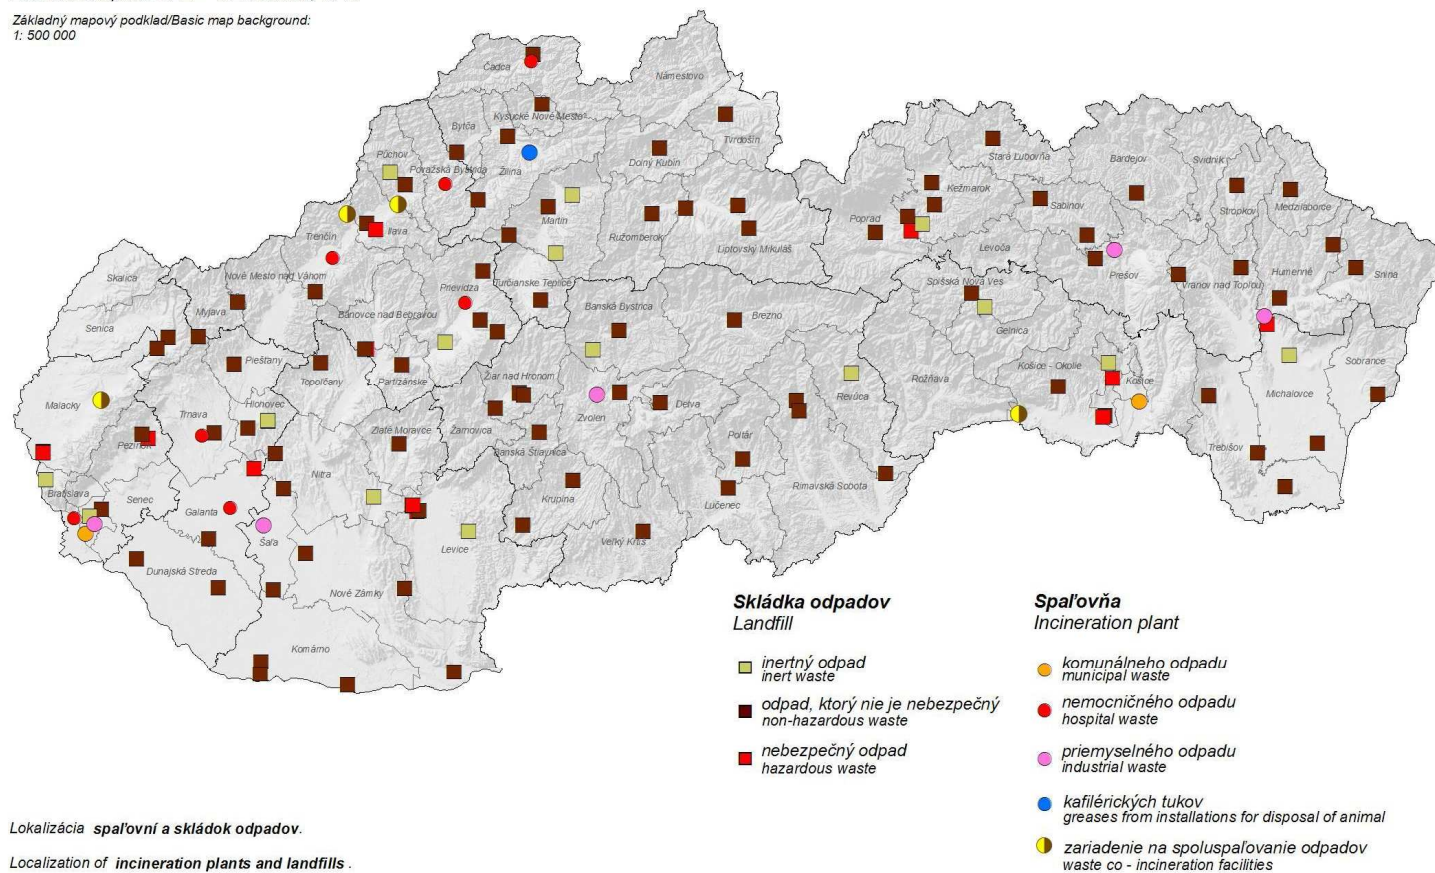 Základný mapový podklad/Basic map background:
1: 500 000
Čadca
Námestovo
Kysucké Nové Mesto
Bytča
Tvrdošín
Púchov
Považská Bystrica
Žilina
Dolný Kubín
Stará Ľubovňa
Bardejov
Svidník
Kežmarok
Sabinov
Stropkov
Medzilaborce
Martin
Ilava
Trenčín
Ružomberok
Liptovský Mikuláš
Poprad
Levoča
Prešov
Humenné
Snina
Skalica
Nové Mesto nad Váhom
Prievidza
Turčianske Teplice
Spišská Nová Ves
Vranov nad Topľou
Myjava
Bánovce nad Bebravou
Banská Bystrica
Brezno
Gelnica
Senica
Piešťany
Topoľčany
Partizánske
Žiar nad Hronom
Rožňava
Košice - Okolie
Košice
Sobrance
Michalovce
Malacky
Trnava
Hlohovec
Zlaté Moravce
Žarnovica
Zvolen
Detva
Revúca
Pezinok
Banská Štiavnica
Poltár
Trebišov
Nitra
Bratislava
Senec
Galanta
Krupina
Lučenec
Rimavská Sobota
Šaľa
Levice
Veľký Krtíš
Dunajská Streda
Nové Zámky
Komárno
Skládka odpadov
Landfill
inertný odpad
inert waste
odpad, ktorý nie je nebezpečný
non-hazardous waste
nebezpečný odpad
hazardous waste
Spaľovňa
Incineration plant
komunálneho odpadu
municipal waste
nemocničného odpadu
hospital waste
priemyselného odpadu
industrial waste
kafilérických tukov
greases from installations for disposal of animal
zariadenie na spoluspaľovanie odpadov
waste co - incineration facilities
Lokalizácia spaľovní a skládok odpadov.
Localization of incineration plants and landfills .